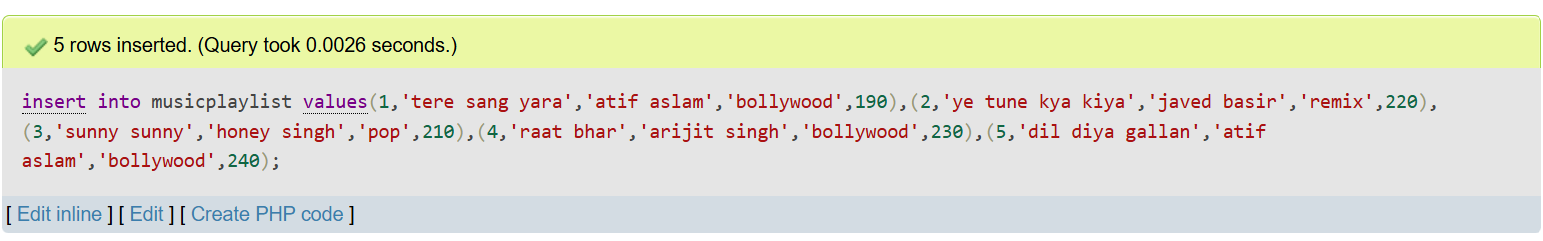 5 rows inserted. (Query took 0.0026 seconds.)
insert into musicplaylist values(1,'tere sang yara','atif aslam','bollywood',190),(2,'ye tune kya kiya','javed basir','remix',220),
(3,'sunny sunny','honey singh','pop',210),(4,'raat bhar','arijit singh','bollywood',230),(5,'dil diya gallan','atif
aslam','bollywood',240);
[ Edit inline ] [ Edit ] [ Create PHP code ]